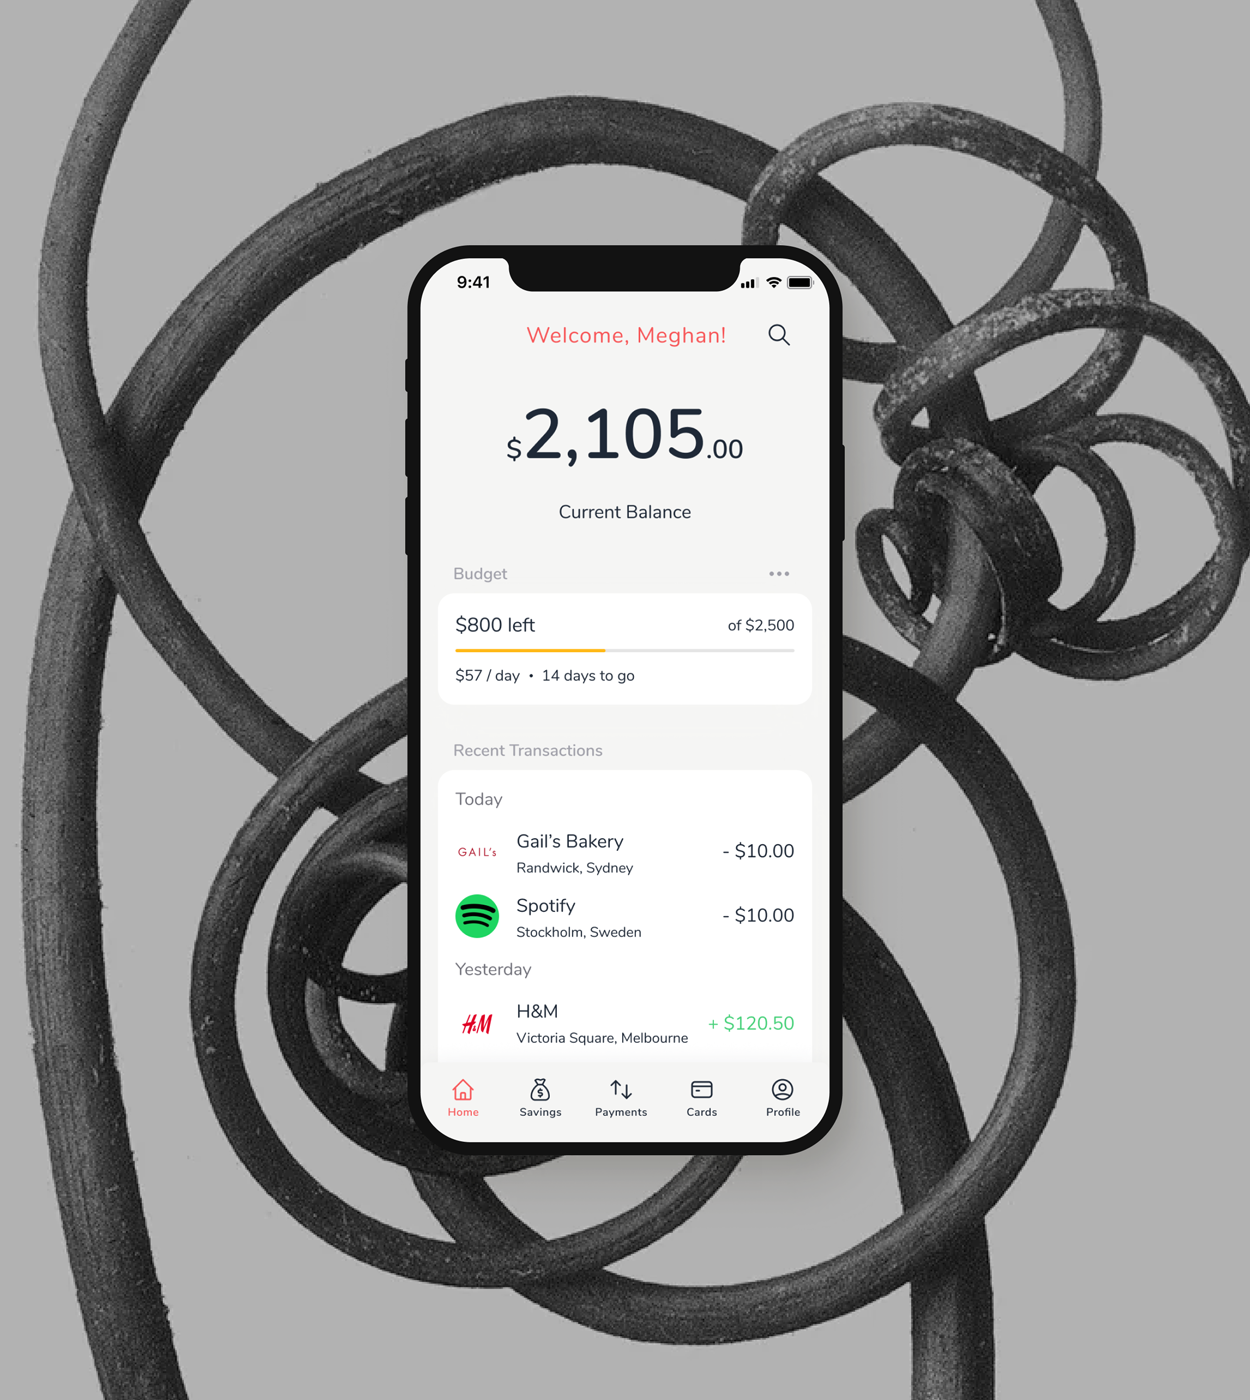 9:41
Welcome, Meghan!
$2,105.00
Current Balance
Budget
$800 left of $2,500
$57 / day • 14 days to go
Recent Transactions
Today
GAIL's Gail’s Bakery - $10.00
Randwick, Sydney
Spotify - $10.00
Stockholm, Sweden
Yesterday
H&M H&M + $120.50
Victoria Square, Melbourne
Home Savings Payments Cards Profile